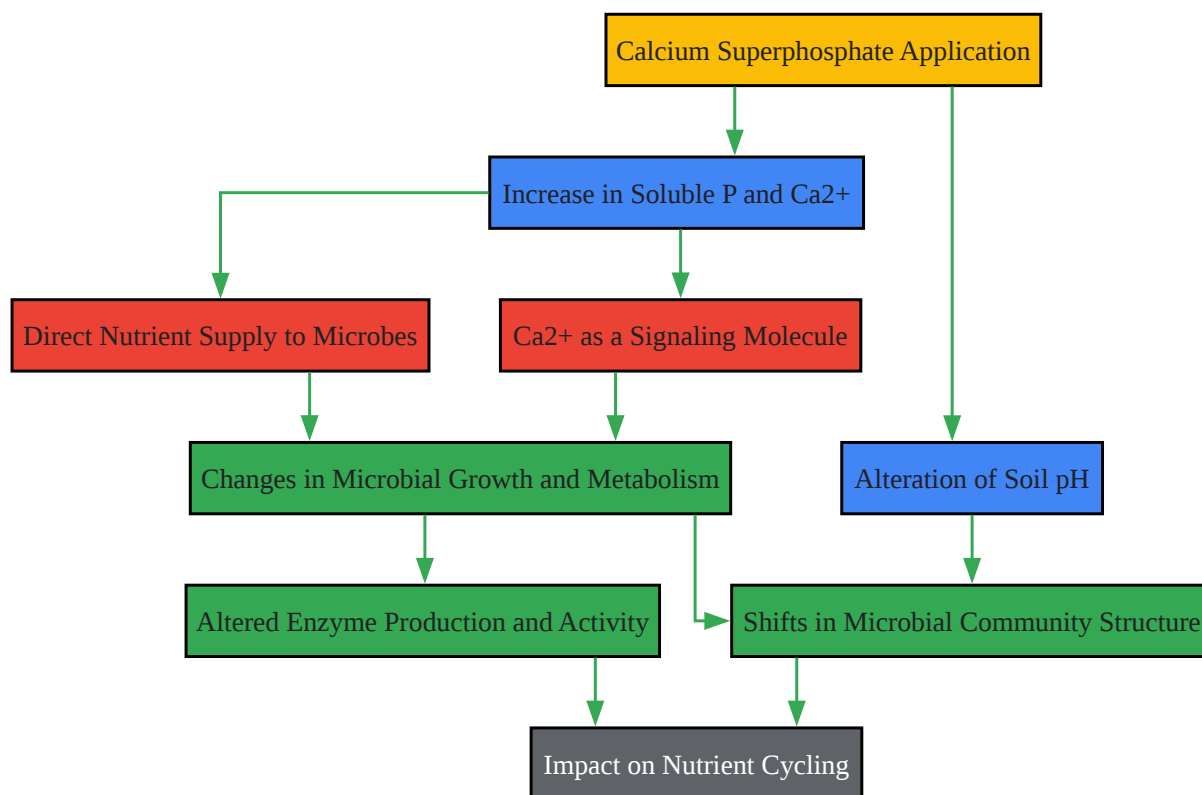 Calcium Superphosphate Application
Increase in Soluble P and Ca2+
Direct Nutrient Supply to Microbes
Ca2+ as a Signaling Molecule
Changes in Microbial Growth and Metabolism
Alteration of Soil pH
Altered Enzyme Production and Activity
Shifts in Microbial Community Structure
Impact on Nutrient Cycling